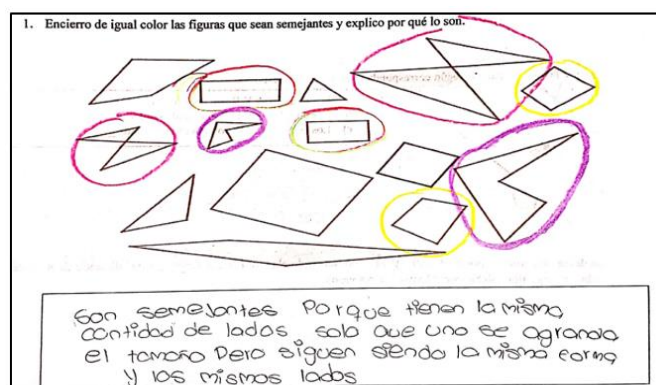 1. Encierro de igual color las figuras que sean semejantes y explico por qué lo son.
Son semejantes Porque tienen la misma
cantidad de lados solo que uno se agranda
el tamaño Pero siguen siendo la misma forma
y los mismos lados